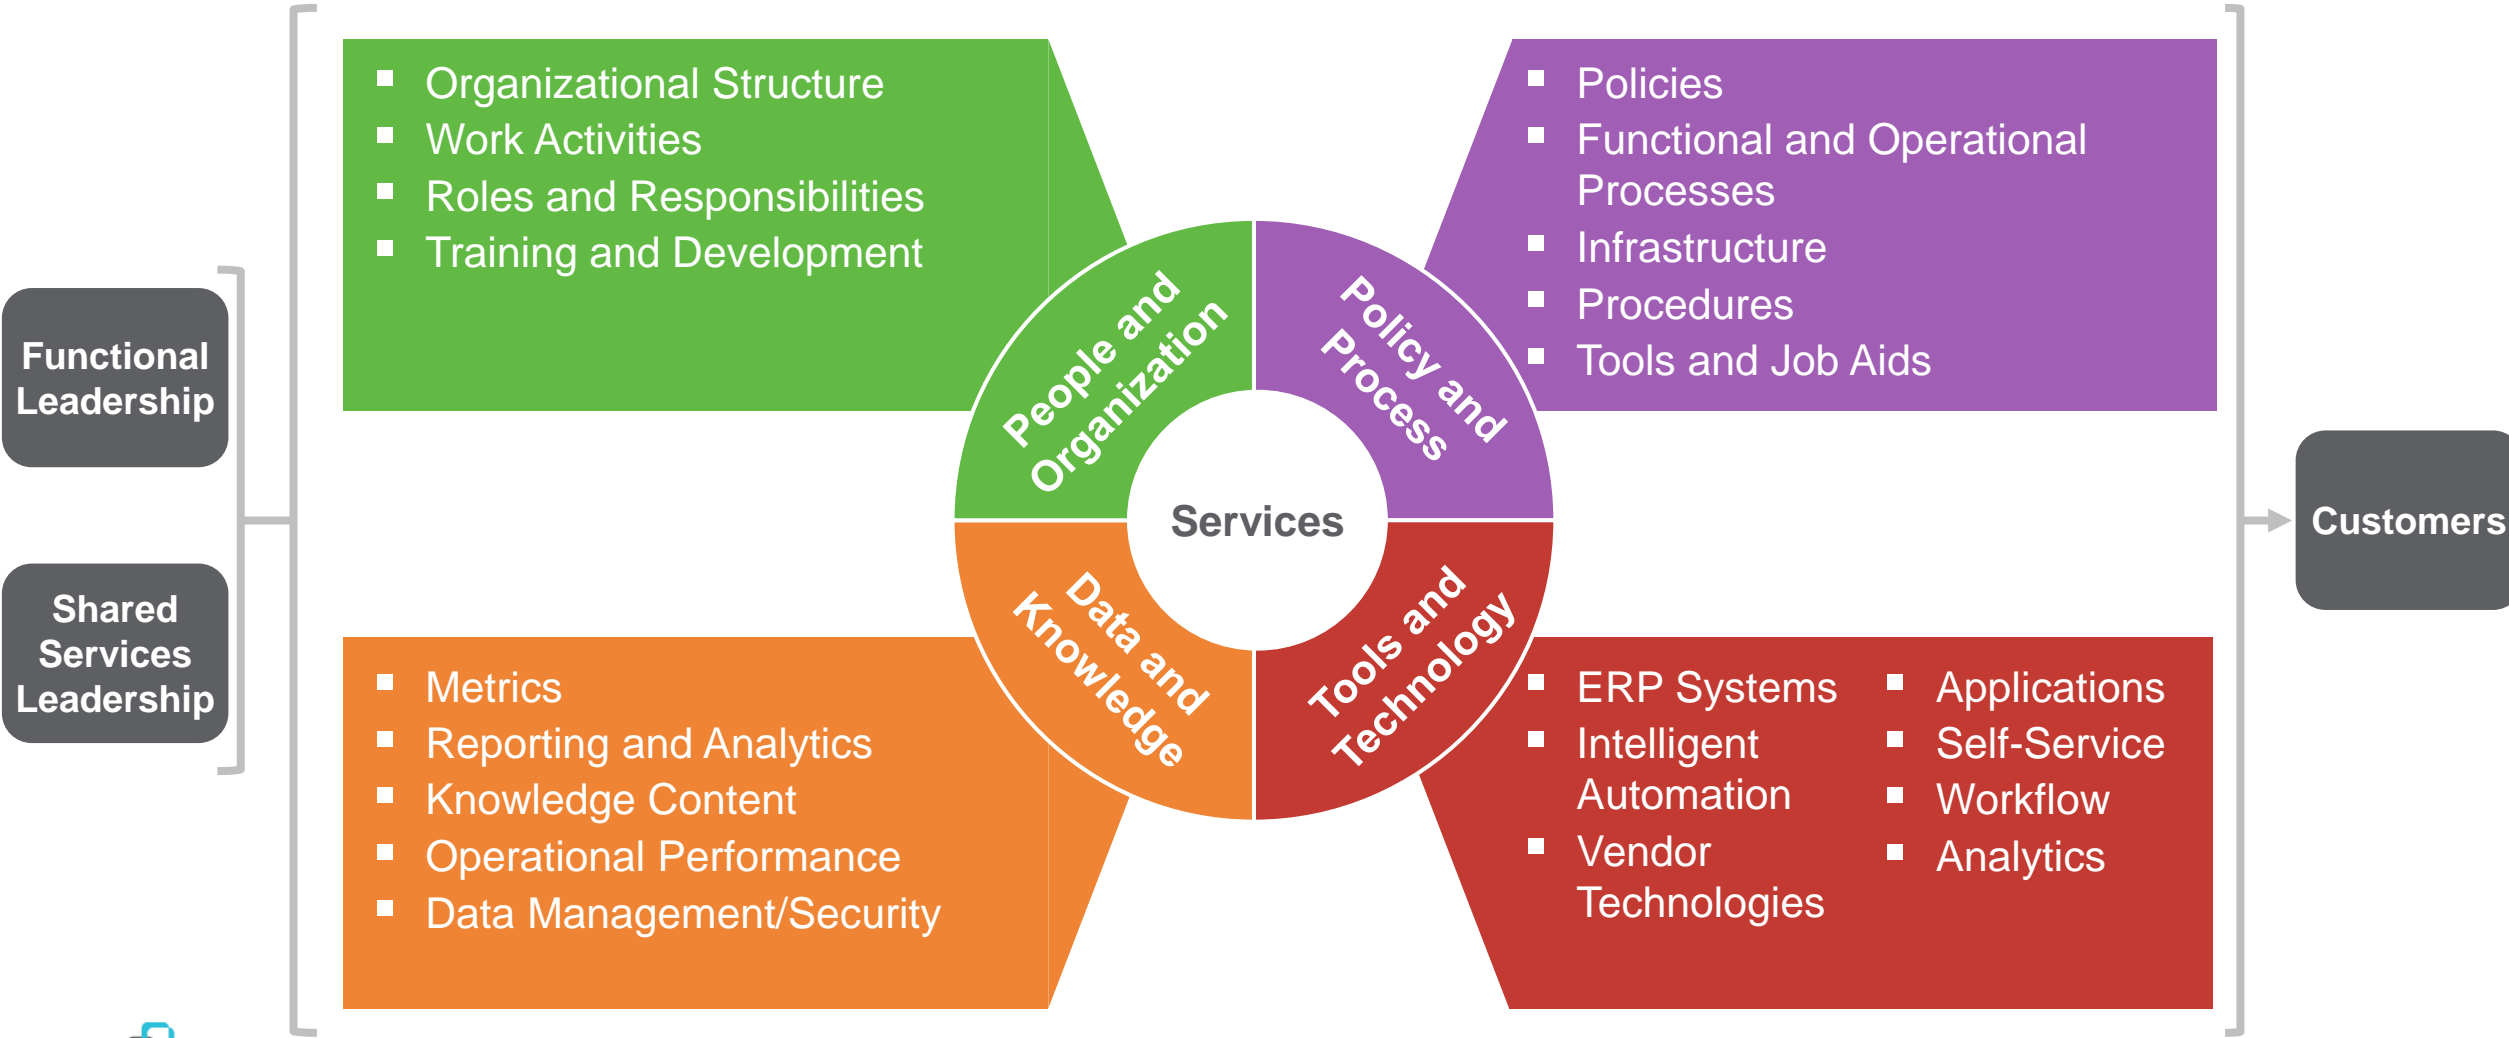 Functional
Leadership
Shared
Services
Leadership
Organizational Structure
Work Activities
Roles and Responsibilities
Training and Development
Policies
Functional and Operational
Processes
Infrastructure
Procedures
Tools and Job Aids
People and
Organization
Policy and
Process
Services
Data and
Knowledge
Tools and
Technology
Metrics
Reporting and Analytics
Knowledge Content
Operational Performance
Data Management/Security
ERP Systems
Intelligent
Automation
Vendor
Technologies
Applications
Self-Service
Workflow
Analytics
Customers